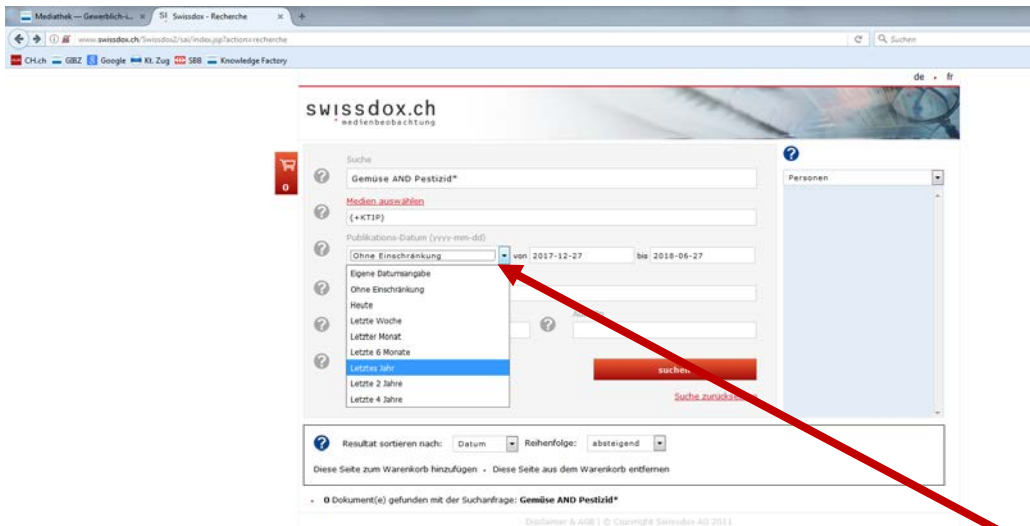 Mediathek — Gewerblich-i...
Swissdox - Recherche
www.swissdox.ch/Swissdox2/sai/index.jsp?action=recherche
Suchen
CH.ch GIBZ Google Kt. Zug SBB Knowledge Factory
de • fr
swissdox.ch
medienbeobachtung
Suche
Gemüse AND Pestizid*
0
Medien auswählen
{+KTIP}
Publikations-Datum (yyyy-mm-dd)
Ohne Einschränkung von 2017-12-27 bis 2018-06-27
Eigene Datumsangabe
Ohne Einschränkung
Heute
Letzte Woche
Letzter Monat
Letzte 6 Monate
Letztes Jahr
Letzte 2 Jahre
Letzte 4 Jahre
suchen
Suche
Personen
Resultat sortieren nach: Datum Reihenfolge: absteigend
Diese Seite zum Warenkorb hinzufügen • Diese Seite aus dem Warenkorb entfernen
• 0 Dokument(e) gefunden mit der Suchanfrage: Gemüse AND Pestizid*
Disclaimer & AGB | © Copyright Swissdox AG 2011